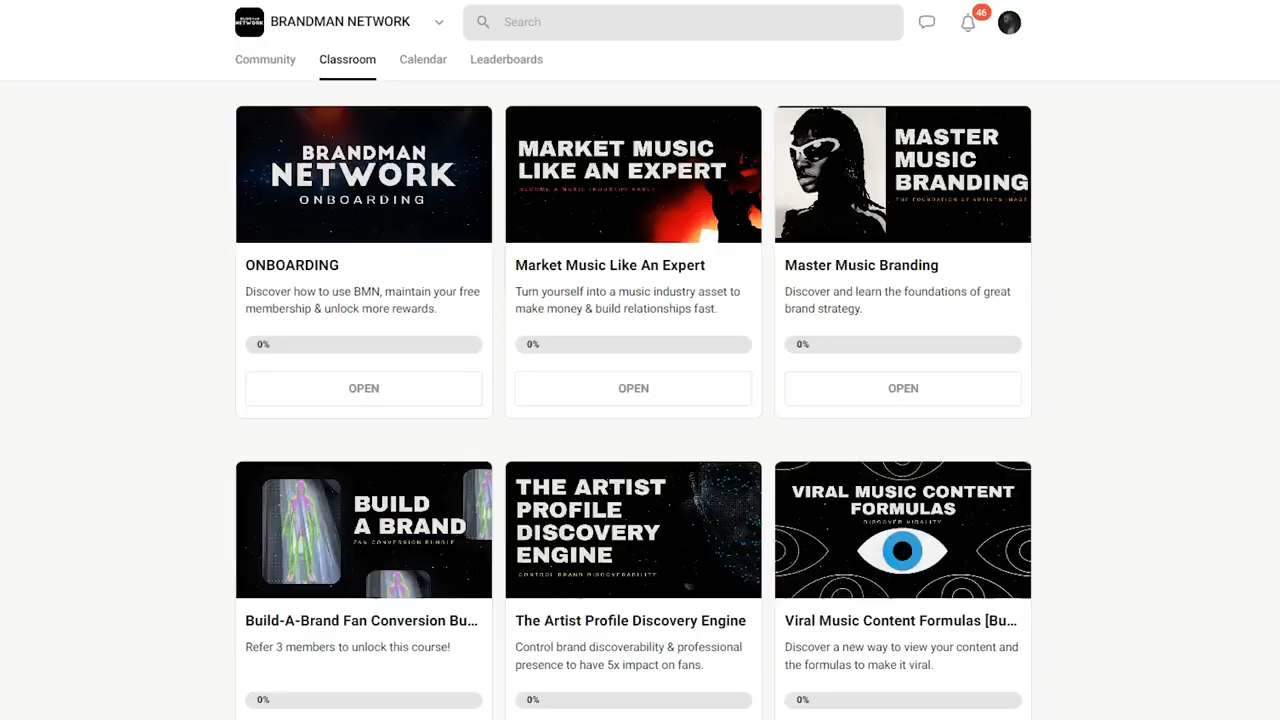 BRANDMAN NETWORK
BRANDMAN NETWORK
Search
46
Community
Classroom
Calendar
Leaderboards
BRANDMAN
NETWORK
ONBOARDING
ONBOARDING
Discover how to use BMN, maintain your free
membership & unlock more rewards.
0%
OPEN
MARKET MUSIC
LIKE AN EXPERT
BECOME A MUSIC INDUSTRY ASSET
Market Music Like An Expert
Turn yourself into a music industry asset to
make money & build relationships fast.
0%
OPEN
MASTER
MUSIC
BRANDING
THE FOUNDATION OF ARTISTS IMAGE
Master Music Branding
Discover and learn the foundations of great
brand strategy.
0%
OPEN
BUILD
A BRAND
FAN CONVERSION BUNDLE
Build-A-Brand Fan Conversion Bu...
Refer 3 members to unlock this course!
0%
THE ARTIST
PROFILE
DISCOVERY
ENGINE
CONTROL BRAND DISCOVERABILITY
The Artist Profile Discovery Engine
Control brand discoverability & professional
presence to have 5x impact on fans.
0%
VIRAL MUSIC CONTENT
FORMULAS
DISCOVER VIRALITY
Viral Music Content Formulas [Bu...
Discover a new way to view your content and
the formulas to make it viral.
0%